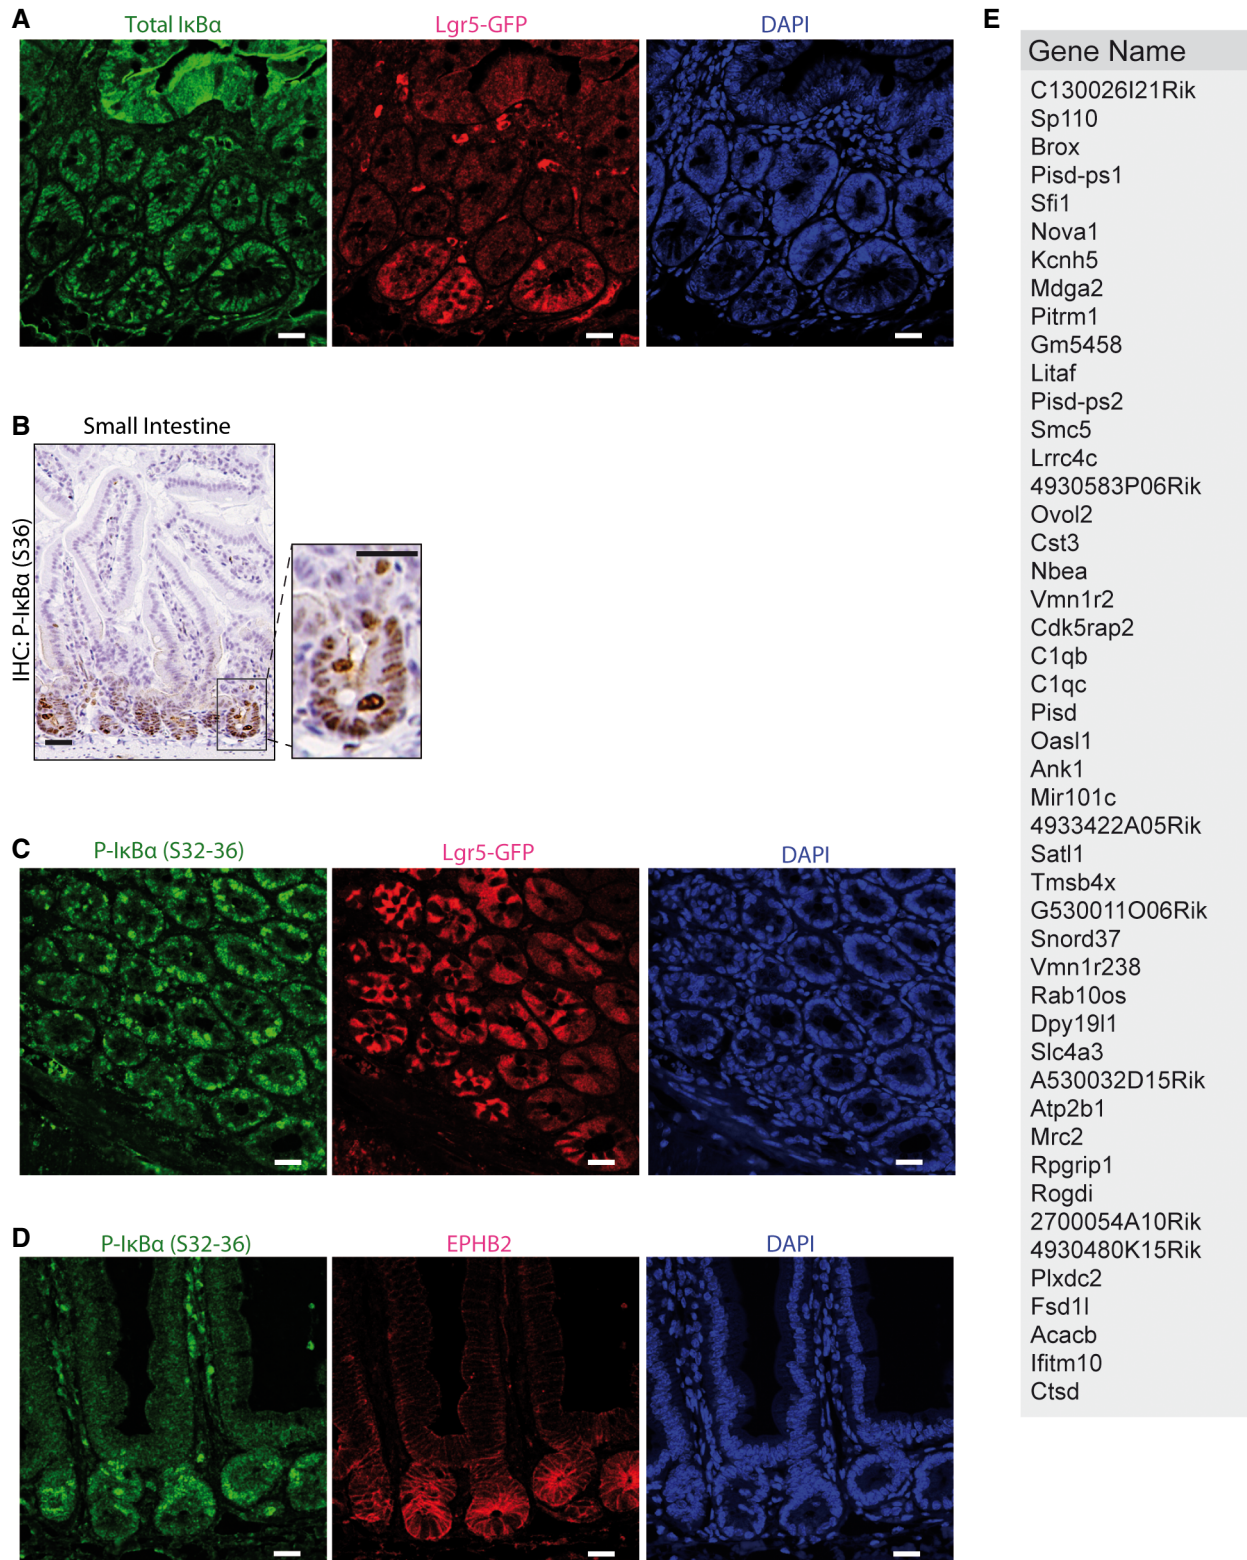 A
Total IκBα
Lgr5-GFP
DAPI
B
Small Intestine
IHC: P-IκBα (S36)
C
P-IκBα (S32-36)
Lgr5-GFP
DAPI
D
P-IκBα (S32-36)
EPHB2
DAPI
E
Gene Name
C130026I21Rik
Sp110
Brox
Pisd-ps1
Sfi1
Nova1
Kcnh5
Mdga2
Pitrm1
Gm5458
Litaf
Pisd-ps2
Smc5
Lrrc4c
4930583P06Rik
Ovol2
Cst3
Nbea
Vmn1r2
Cdk5rap2
C1qb
C1qc
Pisd
Oasl1
Ank1
Mir101c
4933422A05Rik
Satl1
Tmsb4x
G530011O06Rik
Snord37
Vmn1r238
Rab10os
Dpy19l1
Slc4a3
A530032D15Rik
Atp2b1
Mrc2
Rpgrip1
Rogdi
2700054A10Rik
4930480K15Rik
Plxdc2
Fsd1l
Acacb
Ifitm10
Ctsd